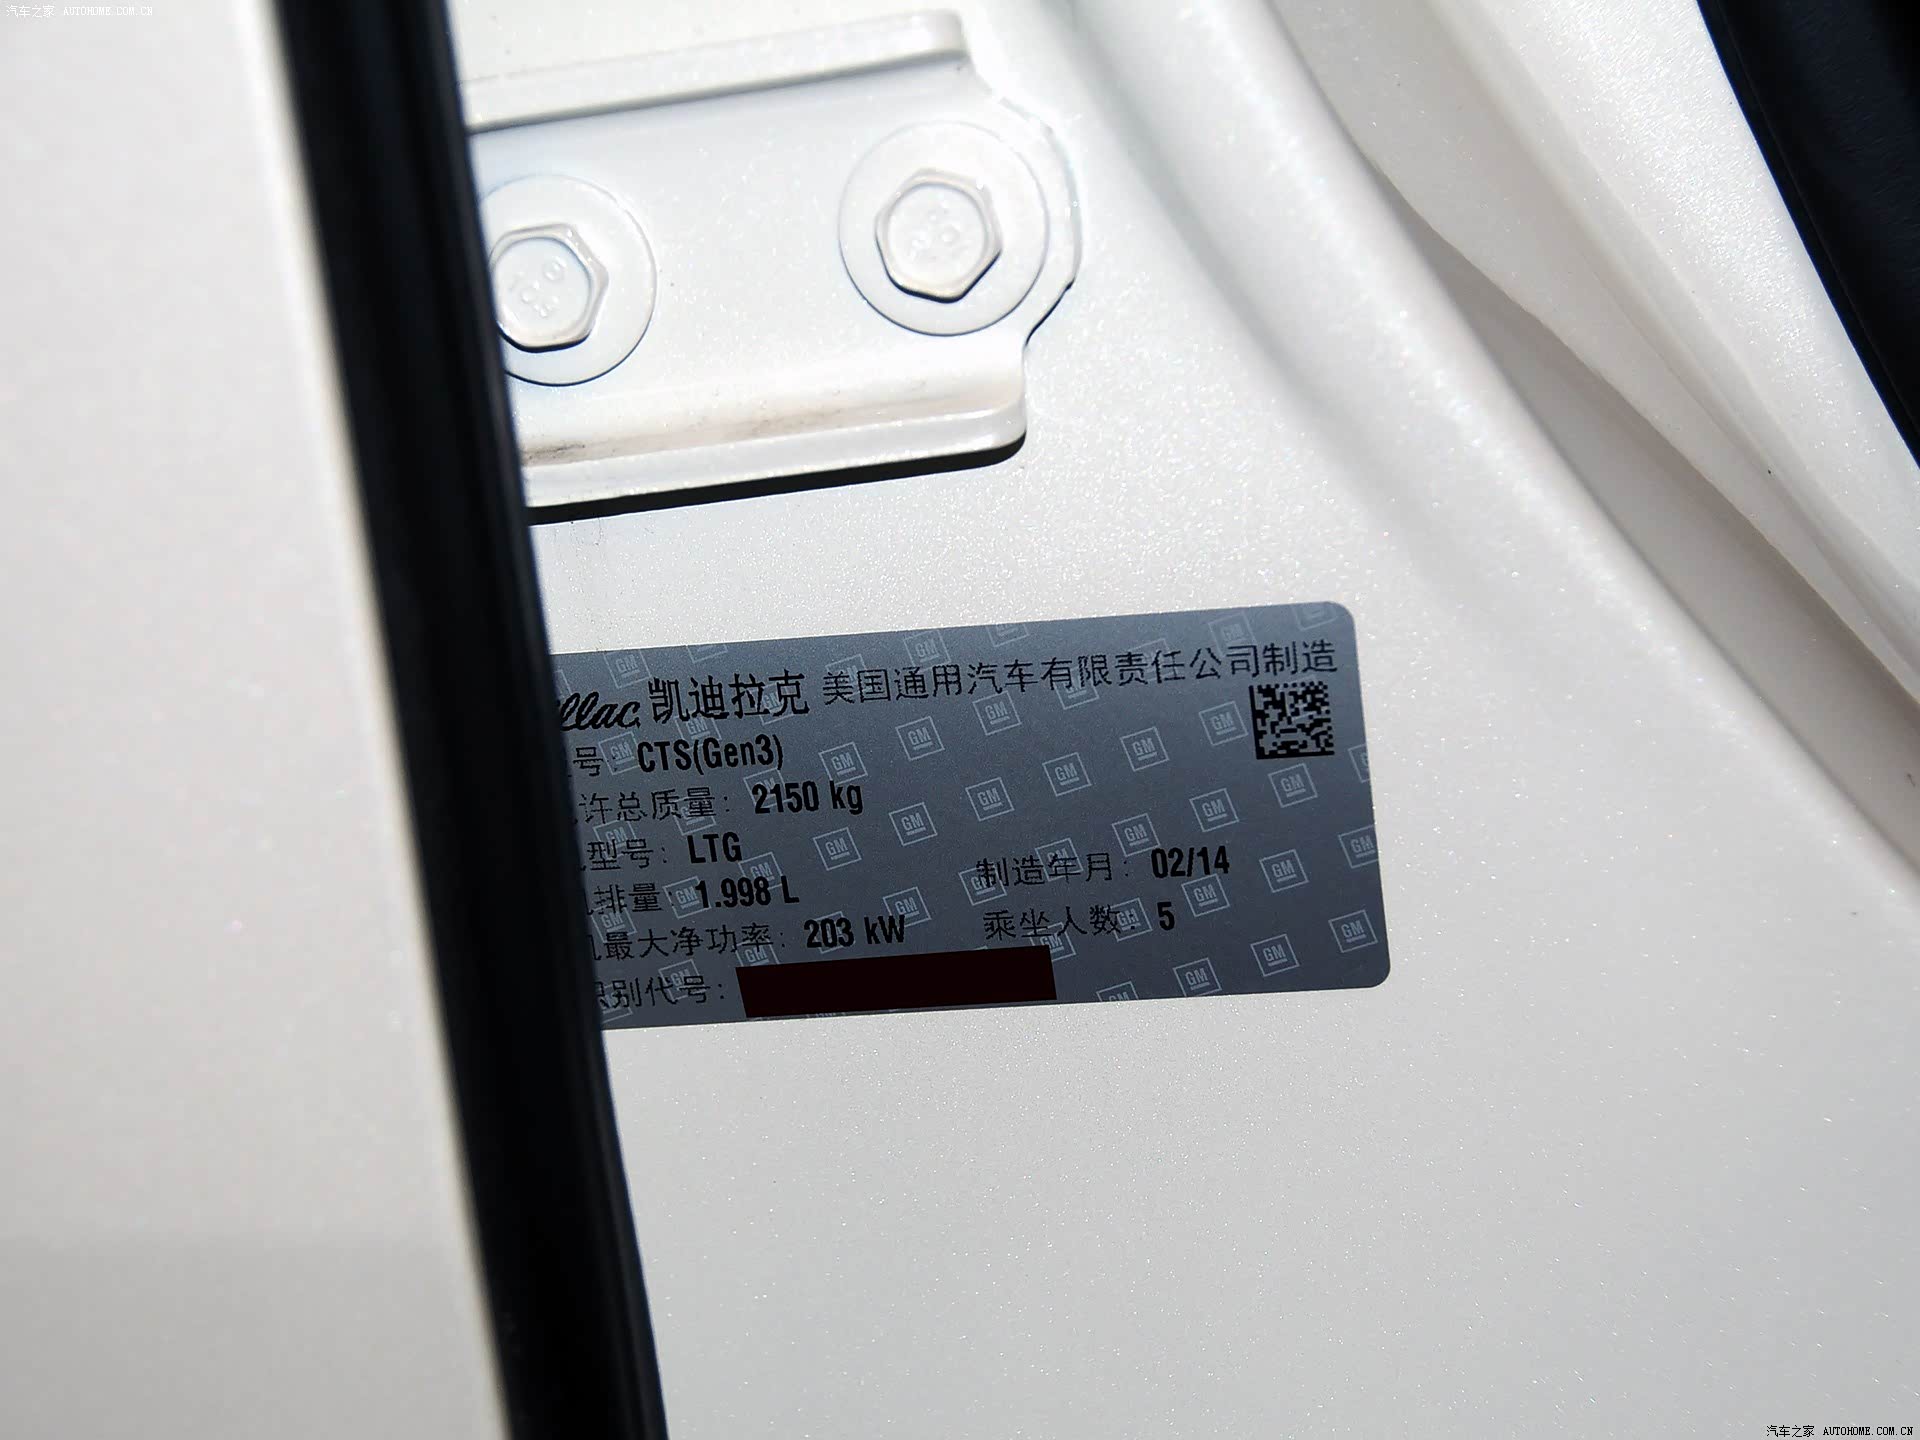 汽车之家 AUTOHOME.COM.CN
llac 凯迪拉克 美国通用汽车有限责任公司制造
号: CTS(Gen3)
许总质量: 2150 kg
型号: LTG
排量: 1.998 L
制造年月: 02/14
机最大净功率: 203 kW
乘坐人数: 5
识别代号:
汽车之家 AUTOHOME.COM.CN